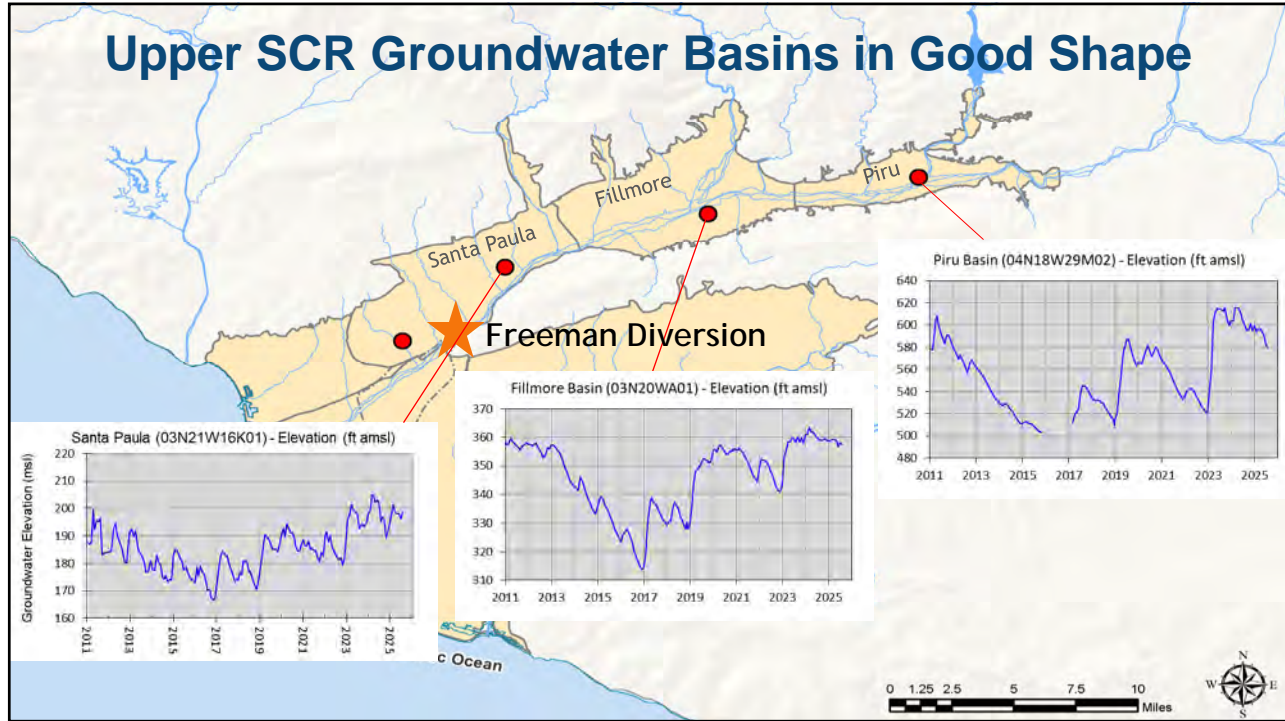 Upper SCR Groundwater Basins in Good Shape
Piru
Fillmore
Santa Paula
Freeman Diversion
Piru Basin (04N18W29M02) - Elevation (ft amsl)
640
620
600
580
560
540
520
500
480
2011 2013 2015 2017 2019 2021 2023 2025
Fillmore Basin (03N20WA01) - Elevation (ft amsl)
370
360
350
340
330
320
310
2011 2013 2015 2017 2019 2021 2023 2025
Santa Paula (03N21W16K01) - Elevation (ft amsl)
Groundwater Elevation (msl)
220
210
200
190
180
170
160
2011 2013 2015 2017 2019 2021 2023 2025
c Ocean
0 1.25 2.5 5 7.5 10
Miles
N
W E
S